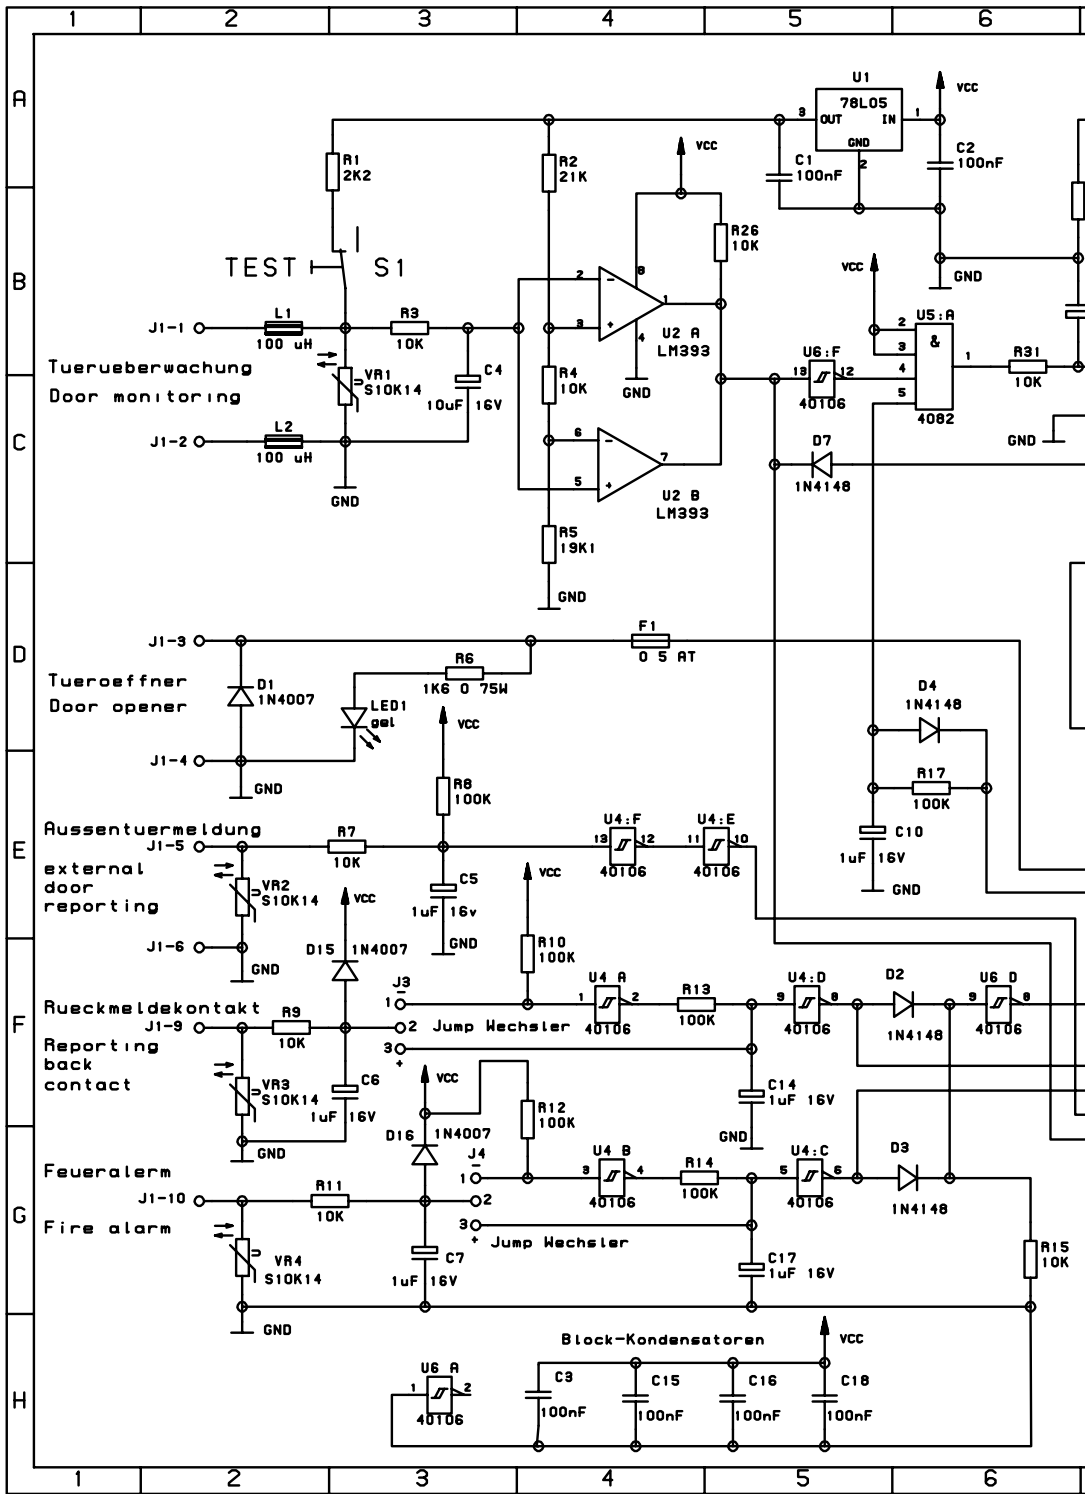 1 2 3 4 5 6
A
U1
VCC
78L05
3 OUT IN 1
GND
2
C1
100nF
C2
100nF
R1
2K2
R2
21K
VCC
R26
10K
B
TEST S1
VCC
GND
8
2 -
1
3 +
4
U2 A
LM393
GND
J1-1
L1
100 uH
R3
10K
U5:A
2
&
3
1
4
5
4082
R31
10K
U6:F
13 12
40106
Tuerueberwachung
Door monitoring
VR1
S10K14
U
C4
10uF 16V
R4
10K
C
J1-2
L2
100 uH
GND
6 -
7
5 +
U2 B
LM393
D7
1N4148
GND
R5
19K1
GND
D
J1-3
F1
0 5 AT
Tueroeffner
Door opener
D1
1N4007
R6
1K6 0 75W
LED1
gel
VCC
D4
1N4148
J1-4
GND
R8
100K
R17
100K
E
Aussentuermeldung
J1-5
external
door
reporting
R7
10K
U4:F
13 12
40106
U4:E
11 10
40106
C10
1uF 16V
GND
VR2
S10K14
U
VCC
C5
1uF 16v
GND
VCC
J1-6
GND
D15 1N4007
R10
100K
F
Rueckmeldekontakt
J1-9
Reporting
back
contact
R9
10K
J3
-
1
2 Jump Wechsler
3
+
U4 A
1 2
40106
R13
100K
U4:D
9 8
40106
D2
1N4148
U6 D
9 8
40106
VR3
S10K14
U
C6
1uF 16V
VCC
R12
100K
C14
1uF 16V
GND
GND
D16 1N4007
J4
-
1
2
3
+ Jump Wechsler
G
Feueralerm
J1-10
Fire alarm
R11
10K
U4 B
3 4
40106
R14
100K
U4:C
5 6
40106
D3
1N4148
VR4
S10K14
U
C7
1uF 16V
C17
1uF 16V
R15
10K
GND
H
Block-Kondensatoren
VCC
U6 A
1 2
40106
C3
100nF
C15
100nF
C16
100nF
C18
100nF
1 2 3 4 5 6